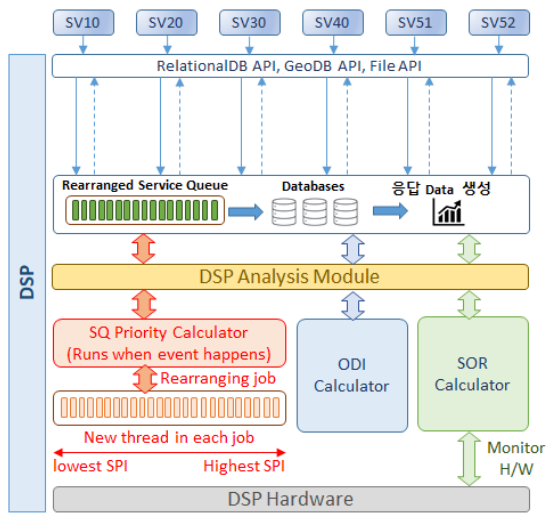 SV10 SV20 SV30 SV40 SV51 SV52
RelationalDB API, GeoDB API, File API
Rearranged Service Queue Databases 응답 Data 생성
DSP
DSP Analysis Module
SQ Priority Calculator
(Runs when event happens)
ODI
Calculator
SOR
Calculator
Rearranging job
New thread in each job
lowest SPI Highest SPI
Monitor
H/W
DSP Hardware